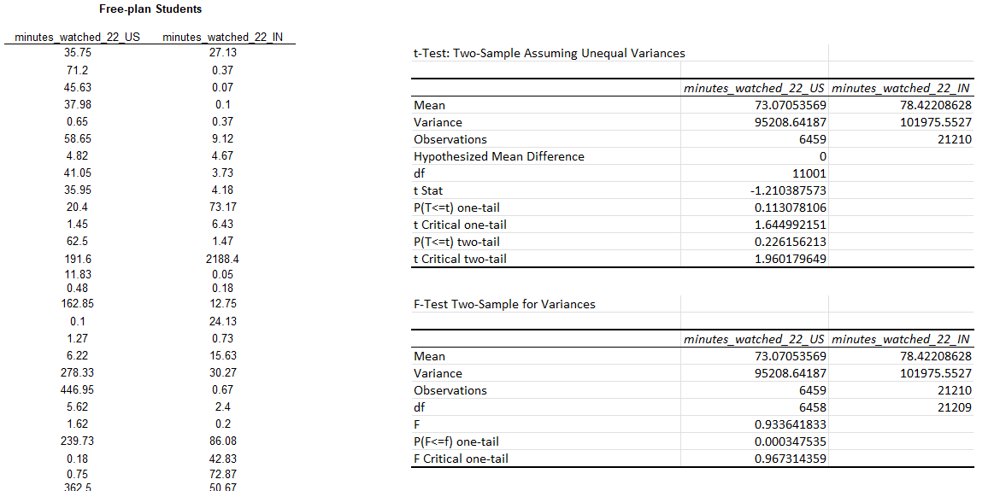 Free-plan Students
minutes_watched_22_US minutes_watched_22_IN
35.75 27.13
71.2 0.37
45.63 0.07
37.98 0.1
0.65 0.37
58.65 9.12
4.82 4.67
41.05 3.73
35.95 4.18
20.4 73.17
1.45 6.43
62.5 1.47
191.6 2188.4
11.83 0.05
0.48 0.18
162.85 12.75
0.1 24.13
1.27 0.73
6.22 15.63
278.33 30.27
446.95 0.67
5.62 2.4
1.62 0.2
239.73 86.08
0.18 42.83
0.75 72.87
362.5 50.67
t-Test: Two-Sample Assuming Unequal Variances
minutes_watched_22_US minutes_watched_22_IN
Mean 73.07053569 78.42208628
Variance 95208.64187 101975.5527
Observations 6459 21210
Hypothesized Mean Difference 0
df 11001
t Stat -1.210387573
P(T<=t) one-tail 0.113078106
t Critical one-tail 1.644992151
P(T<=t) two-tail 0.226156213
t Critical two-tail 1.960179649
F-Test Two-Sample for Variances
minutes_watched_22_US minutes_watched_22_IN
Mean 73.07053569 78.42208628
Variance 95208.64187 101975.5527
Observations 6459 21210
df 6458 21209
F 0.933641833
P(F<=f) one-tail 0.000347535
F Critical one-tail 0.967314359